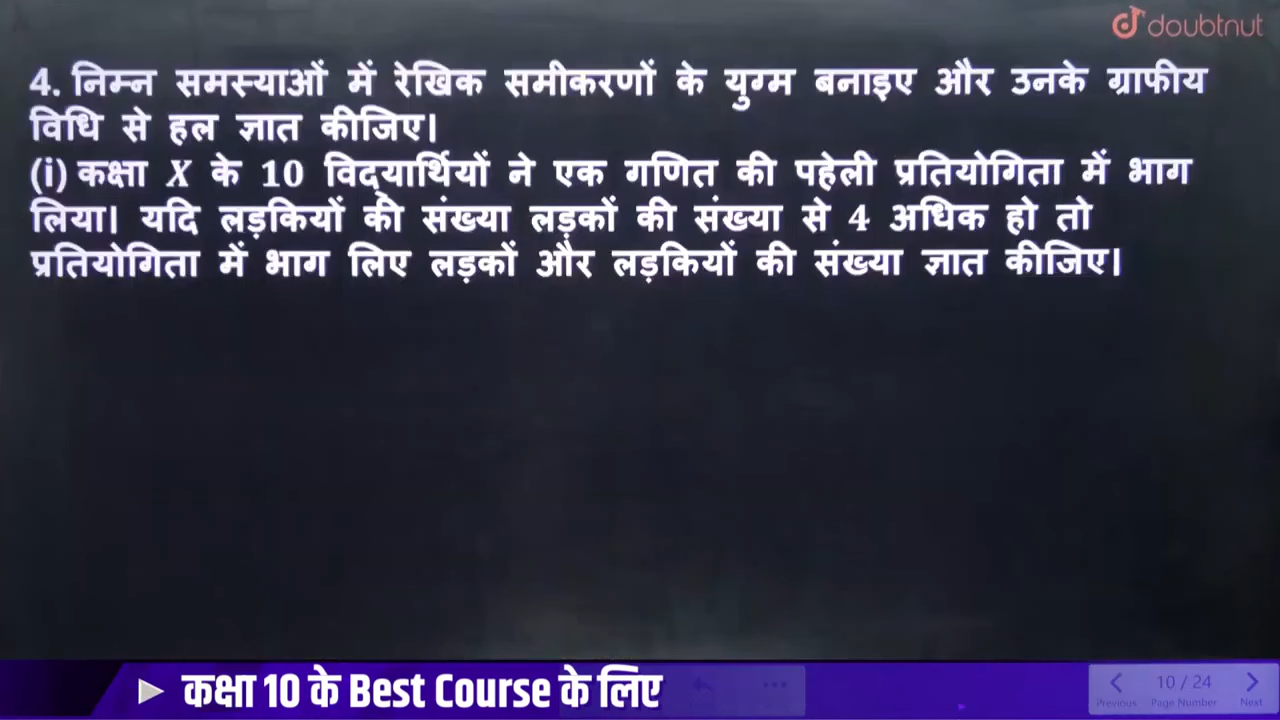 doubtnut
4. निम्न समस्याओं में रेखिक समीकरणों के युग्म बनाइए और उनके ग्राफीय
विधि से हल ज्ञात कीजिए।
(i) कक्षा X के 10 विद्यार्थियों ने एक गणित की पहेली प्रतियोगिता में भाग
लिया। यदि लड़कियों की संख्या लड़कों की संख्या से 4 अधिक हो तो
प्रतियोगिता में भाग लिए लड़कों और लड़कियों की संख्या ज्ञात कीजिए।
कक्षा 10 के Best Course के लिए
10 / 24
Previous Page Number Next